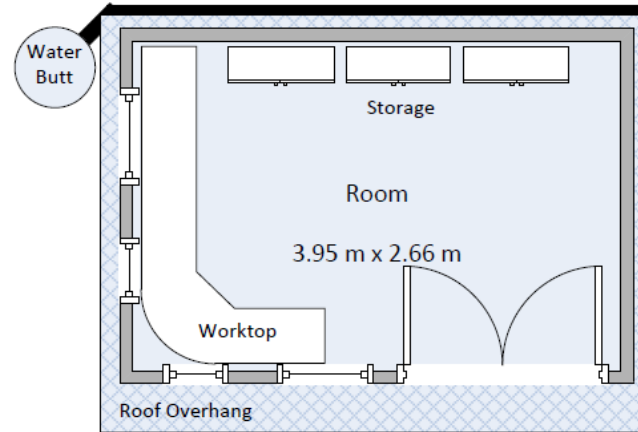 Water
Butt
Storage
Room
3.95 m x 2.66 m
Worktop
Roof Overhang